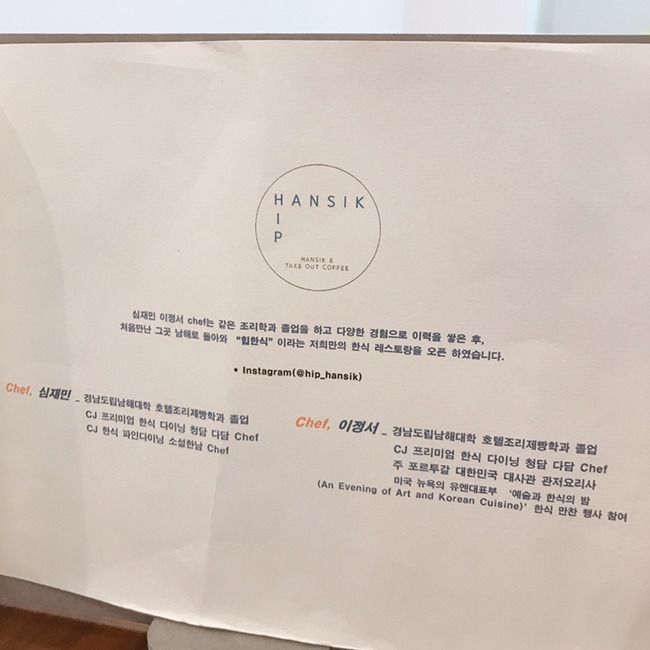 HANSIK
HIP
HANSIK &
TAKE OUT COFFEE
심재민 이정서 chef는 같은 조리학과 졸업을 하고 다양한 경험으로 이력을 쌓은 후,
처음만난 그곳 남해로 돌아와 "힙한식" 이라는 저희만의 한식 레스토랑을 오픈 하였습니다.
• Instagram(@hip_hansik)
Chef, 심재민 _ 경남도립남해대학 호텔조리제빵학과 졸업
CJ 프리미엄 한식 다이닝 청담 다담 Chef
CJ 한식 파인다이닝 소설한남 Chef
Chef, 이정서 _ 경남도립남해대학 호텔조리제빵학과 졸업
CJ 프리미엄 한식 다이닝 청담 다담 Chef
주 포르투갈 대한민국 대사관 관저요리사
미국 뉴욕의 유엔대표부 '예술과 한식의 밤
(An Evening of Art and Korean Cuisine)' 한식 만찬 행사 참여